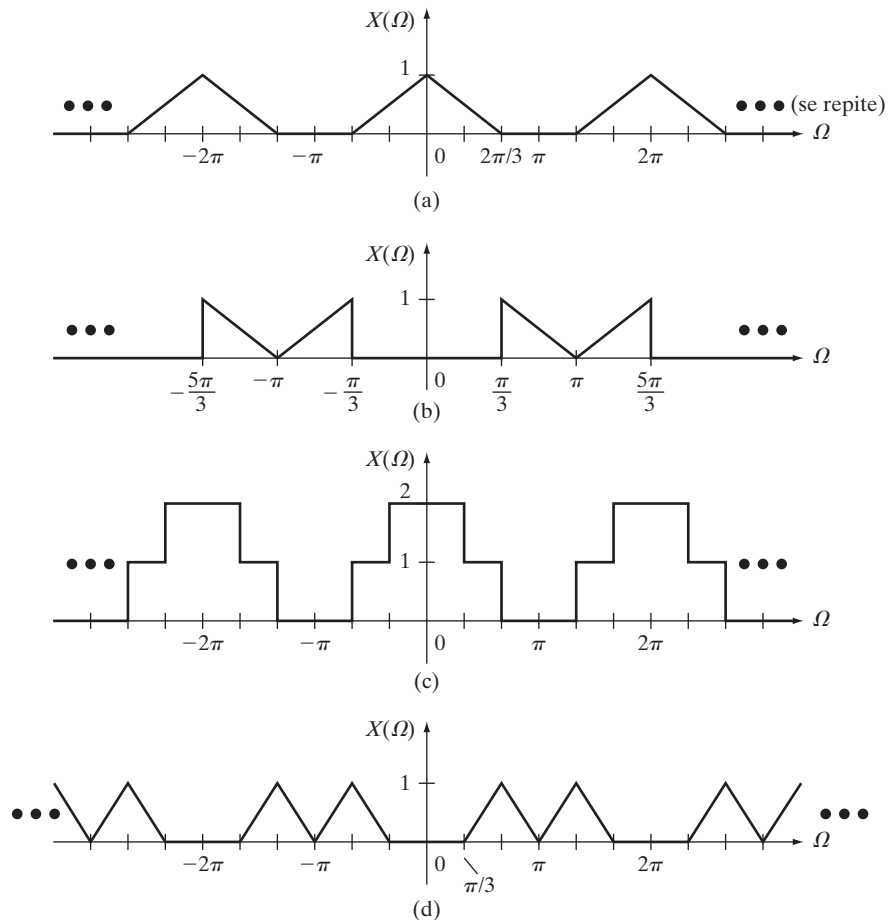 X(Ω)
1
(se repite)
Ω
−2π −π 0 2π/3 π 2π
(a)
X(Ω)
1
−5π/3 −π −π/3 0 π/3 π 5π/3
(b)
X(Ω)
2
1
Ω
−2π −π 0 π 2π
(c)
X(Ω)
1
Ω
−2π −π 0 π 2π
π/3
(d)